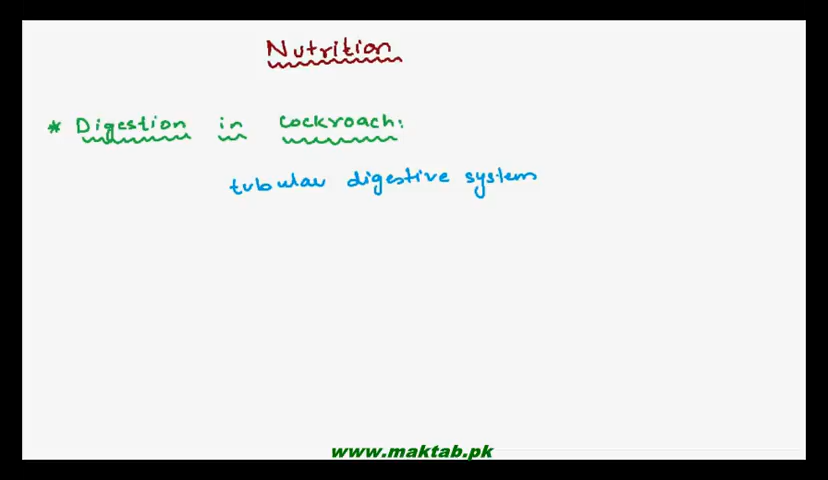 Nutrition
* Digestion in Cockroach:
tubular digestive system
www.maktab.pk